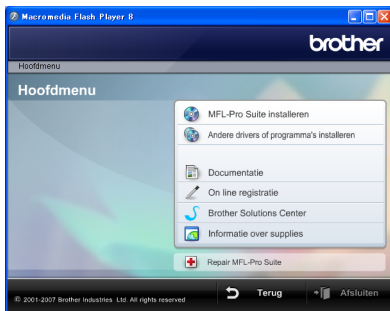 Macromedia Flash Player 8
brother
Hoofdmenu
Hoofdmenu
MFL-Pro Suite installeren
Andere drivers of programma's installeren
Documentatie
On line registratie
Brother Solutions Center
Informatie over supplies
Repair MFL-Pro Suite
© 2001-2007 Brother Industries Ltd. All rights reserved
Terug
Afsluiten